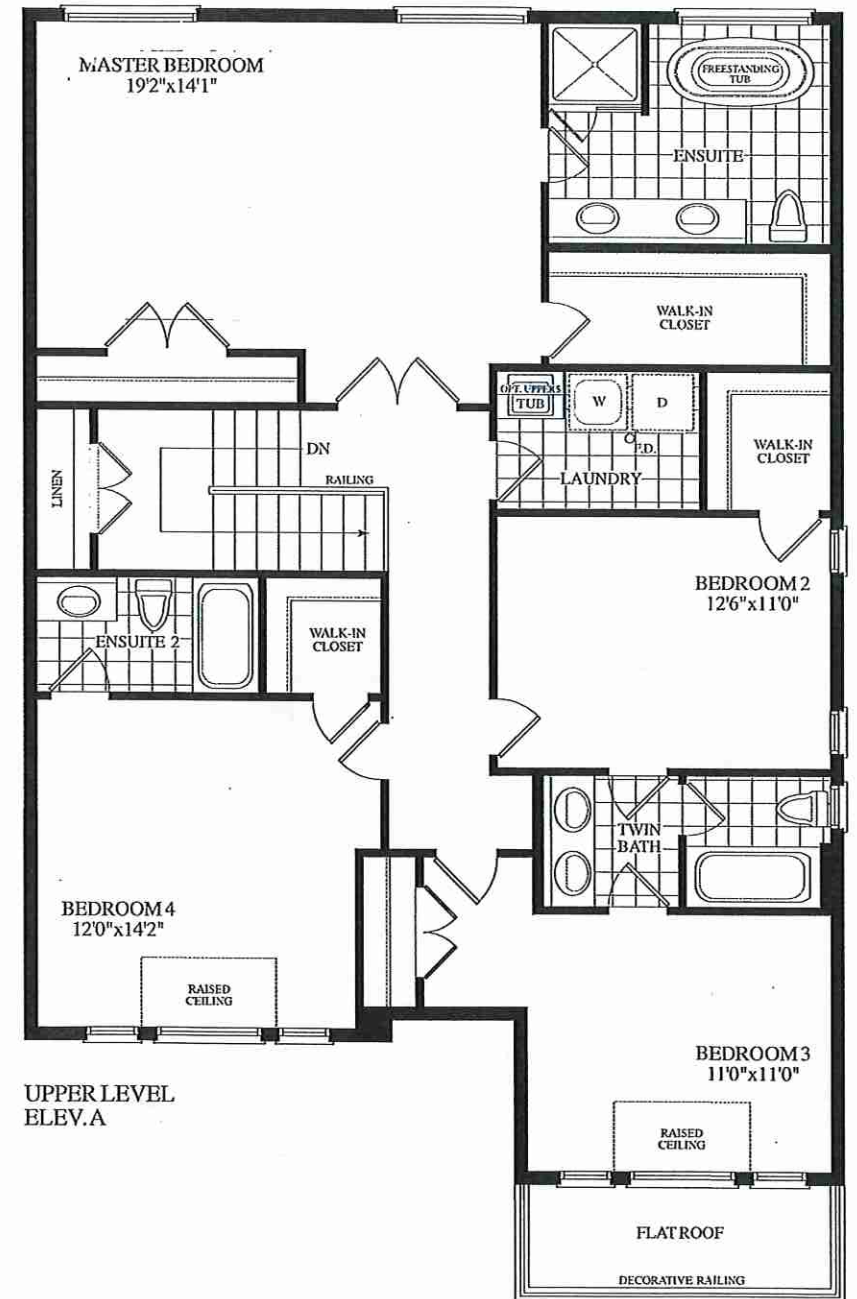 MASTER BEDROOM
19'2"x14'1"
FREESTANDING
TUB
ENSUITE
WALK-IN
CLOSET
OPT. UPPERS
TUB
W
D
F.D.
LAUNDRY
WALK-IN
CLOSET
LINEN
DN
RAILING
BEDROOM 2
12'6"x11'0"
ENSUITE 2
WALK-IN
CLOSET
TWIN
BATH
BEDROOM 4
12'0"x14'2"
RAISED
CEILING
BEDROOM 3
11'0"x11'0"
RAISED
CEILING
UPPER LEVEL
ELEV. A
FLAT ROOF
DECORATIVE RAILING